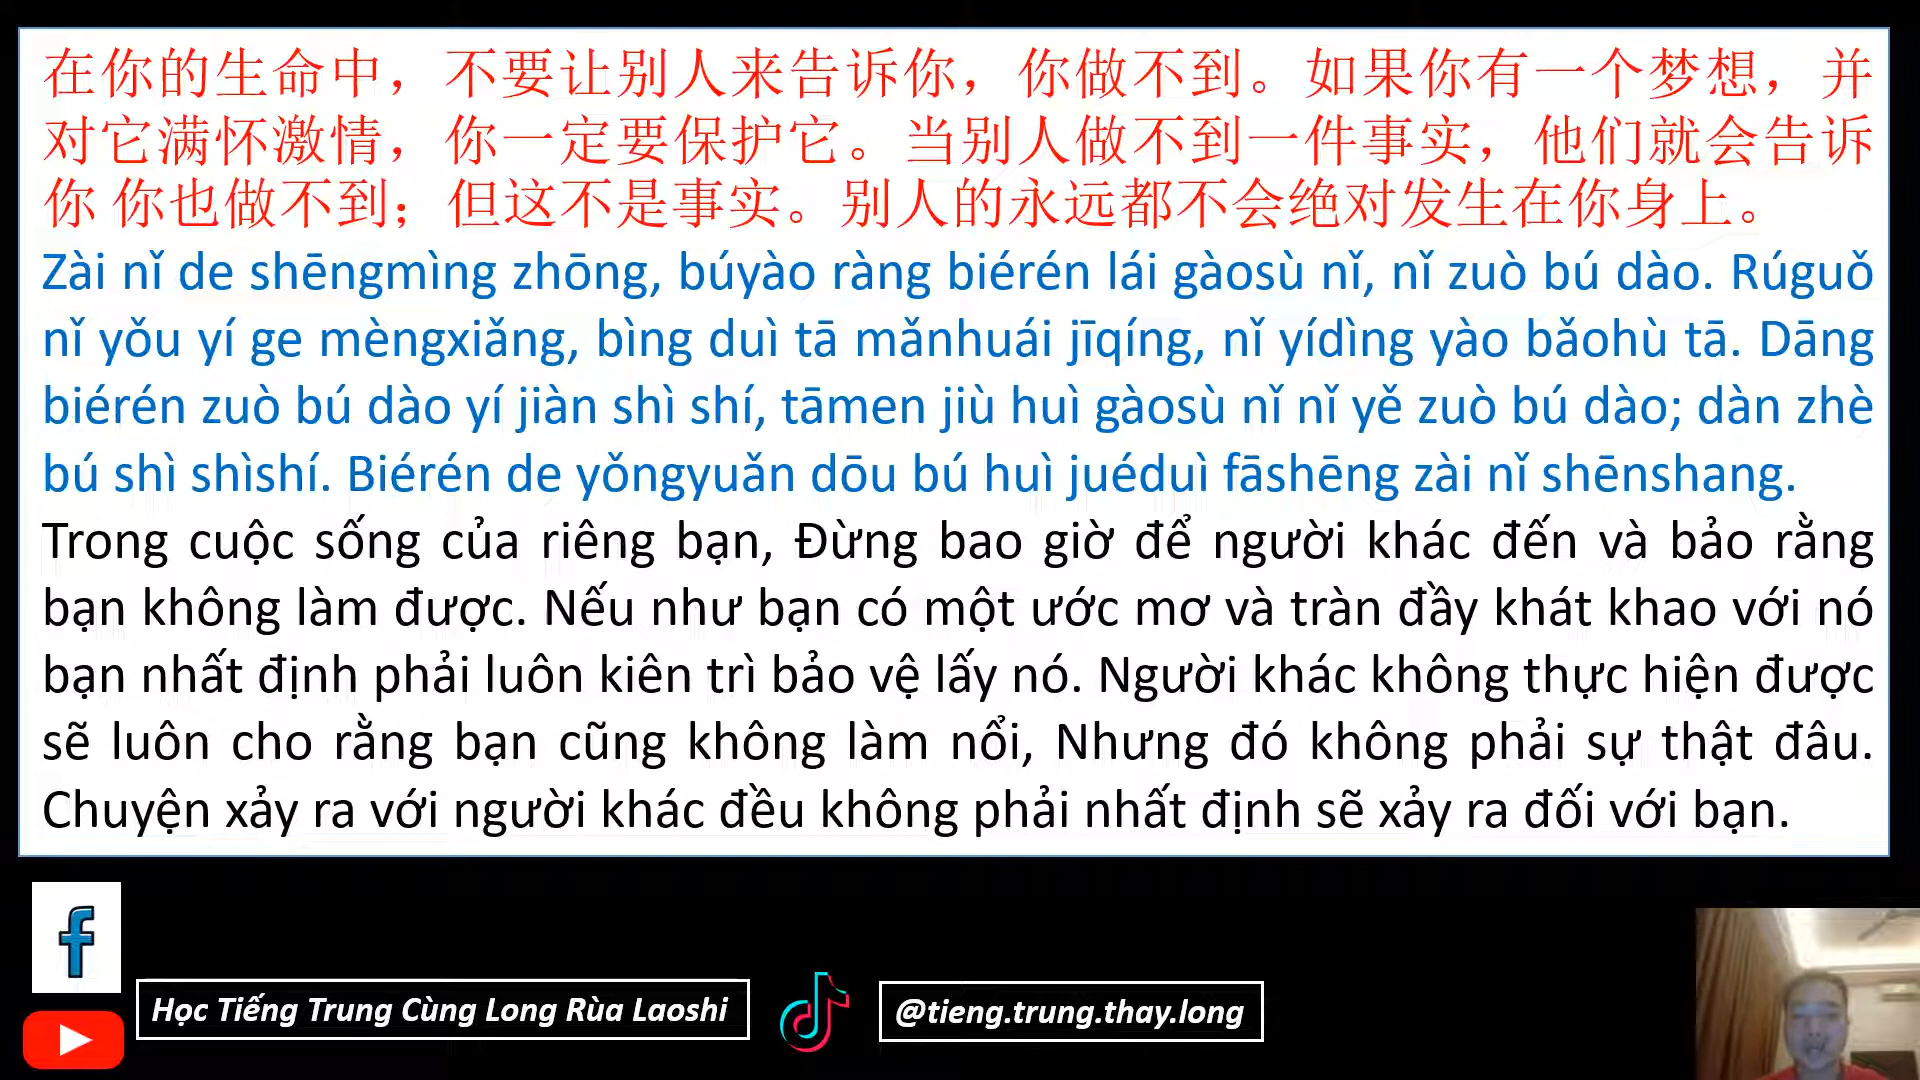 在你的生命中，不要让别人来告诉你，你做不到。如果你有一个梦想，并
对它满怀激情，你一定要保护它。当别人做不到一件事实，他们就会告诉
你 你也做不到；但这不是事实。别人的永远都不会绝对发生在你身上。
Zài nǐ de shēngmìng zhōng, búyào ràng biérén lái gàosù nǐ, nǐ zuò bú dào. Rúguǒ
nǐ yǒu yí ge mèngxiǎng, bìng duì tā mǎnhuái jīqíng, nǐ yídìng yào bǎohù tā. Dāng
biérén zuò bú dào yí jiàn shì shí, tāmen jiù huì gàosù nǐ nǐ yě zuò bú dào; dàn zhè
bú shì shìshí. Biérén de yǒngyuǎn dōu bú huì juéduì fāshēng zài nǐ shēnshang.
Trong cuộc sống của riêng bạn, Đừng bao giờ để người khác đến và bảo rằng
bạn không làm được. Nếu như bạn có một ước mơ và tràn đầy khát khao với nó
bạn nhất định phải luôn kiên trì bảo vệ lấy nó. Người khác không thực hiện được
sẽ luôn cho rằng bạn cũng không làm nổi, Nhưng đó không phải sự thật đâu.
Chuyện xảy ra với người khác đều không phải nhất định sẽ xảy ra đối với bạn.
Học Tiếng Trung Cùng Long Rùa Laoshi
@tieng.trung.thay.long